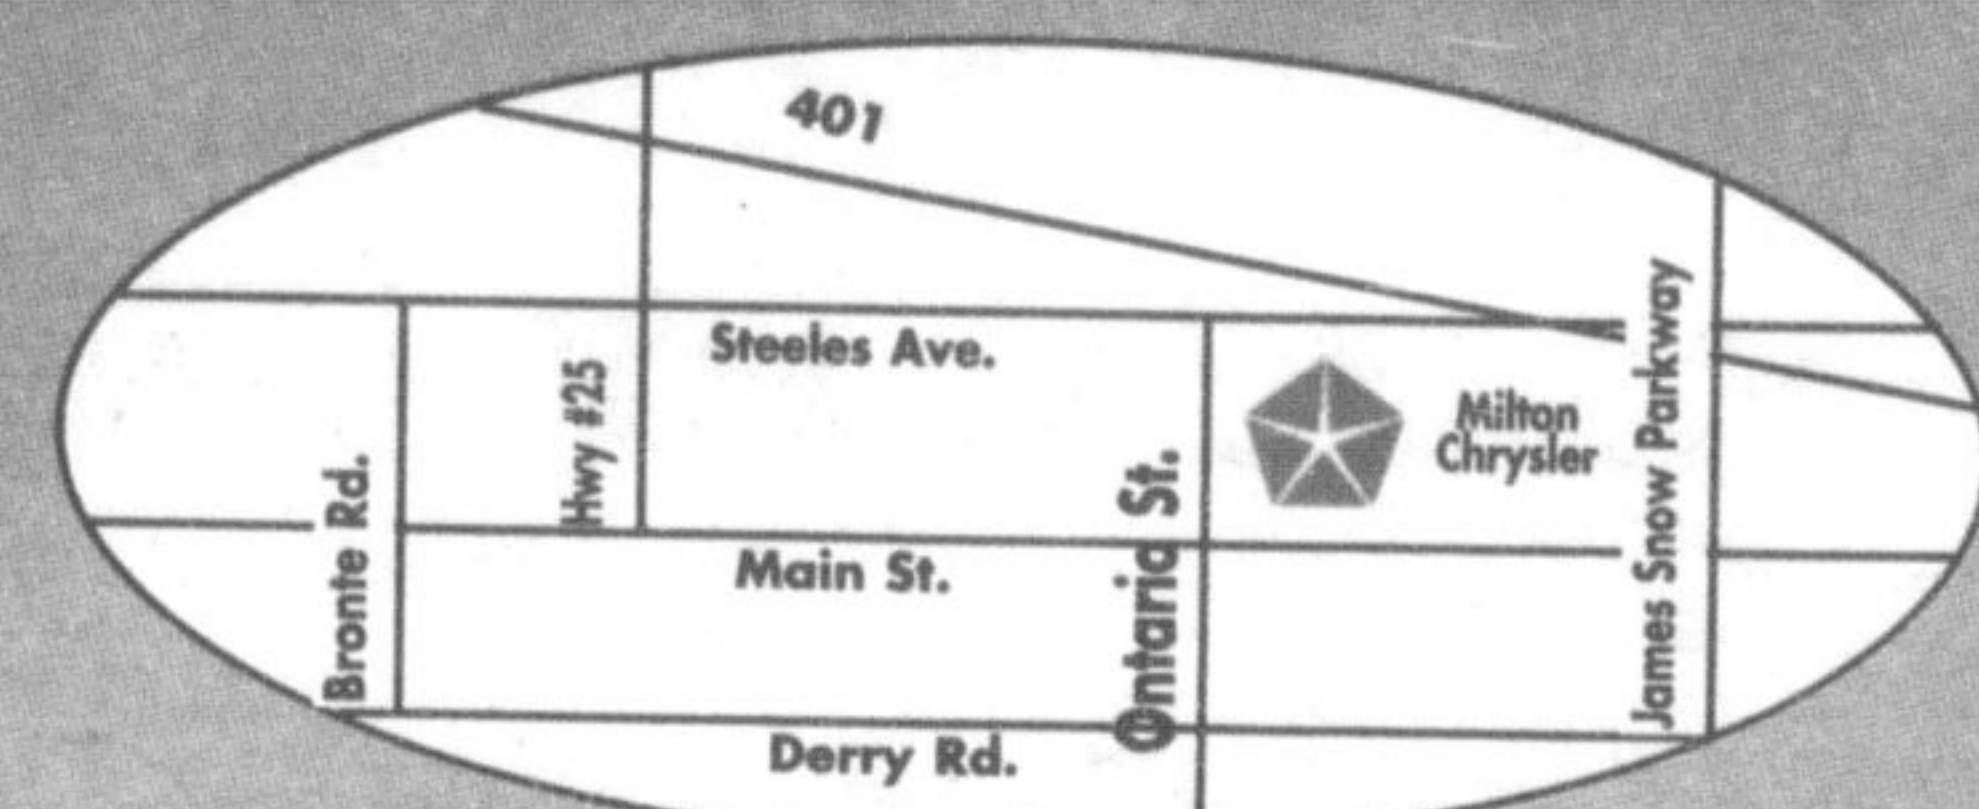 401
Steeles Ave.
Hwy #25
Milton
Chrysler
James Snow Parkway
Ontario St.
Bronte Rd.
Main St.
Derry Rd.